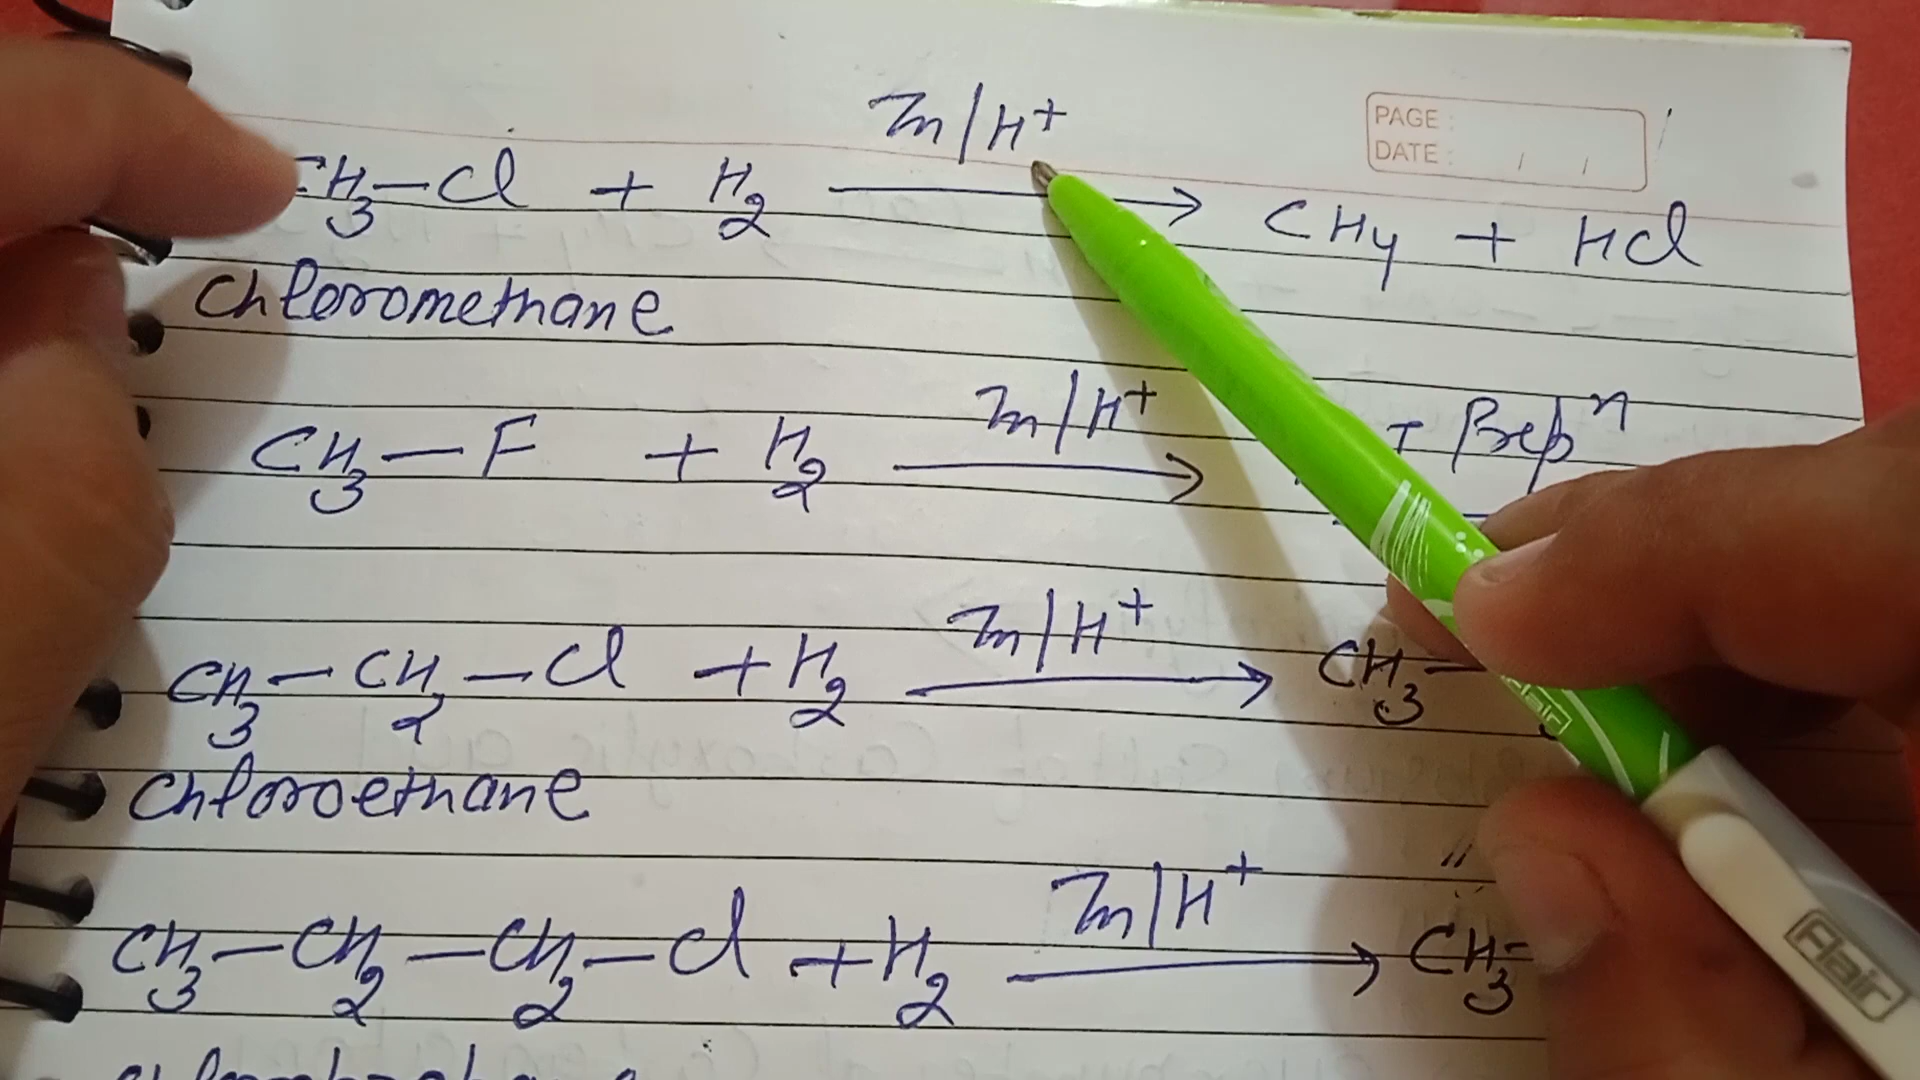 Zn/H+
PAGE :
DATE : / /
CH3-Cl + H2 → CH4 + HCl
Chloromethane
Zn/H+
CH3-F + H2 → Prepn
Zn/H+
CH3-CH2-Cl + H2 → CH3-
Chloroethane
Zn/H+
CH3-CH2-CH2-Cl + H2 → CH3-
Flair